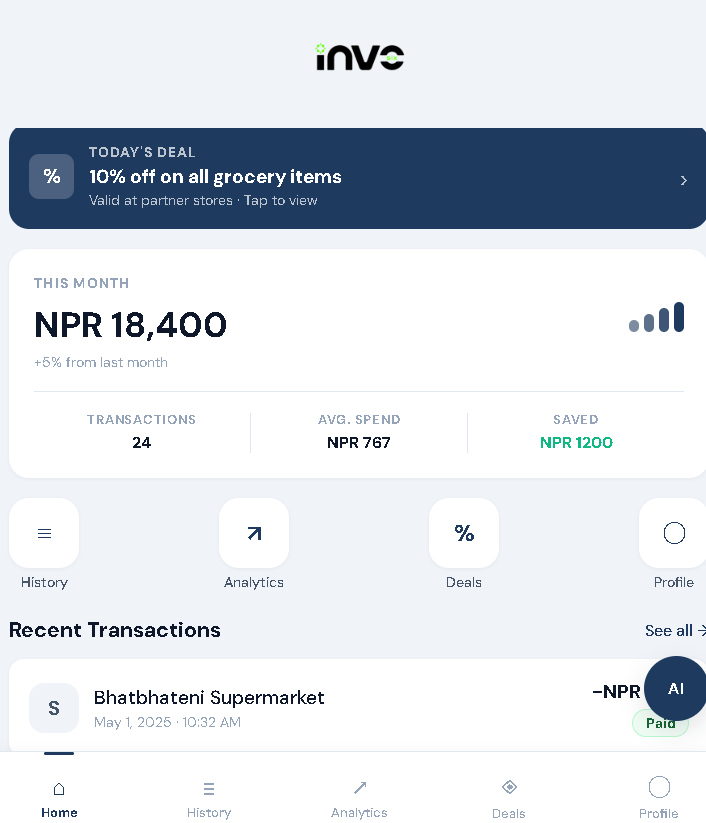 invo
TODAY'S DEAL
%
10% off on all grocery items
Valid at partner stores · Tap to view
THIS MONTH
NPR 18,400
+5% from last month
TRANSACTIONS
AVG. SPEND
SAVED
24
NPR 767
NPR 1200
%
History
Analytics
Deals
Profile
Recent Transactions
See all →
S
Bhatbhateni Supermarket
−NPR
AI
May 1, 2025 · 10:32 AM
Paid
Home
History
Analytics
Deals
Profile